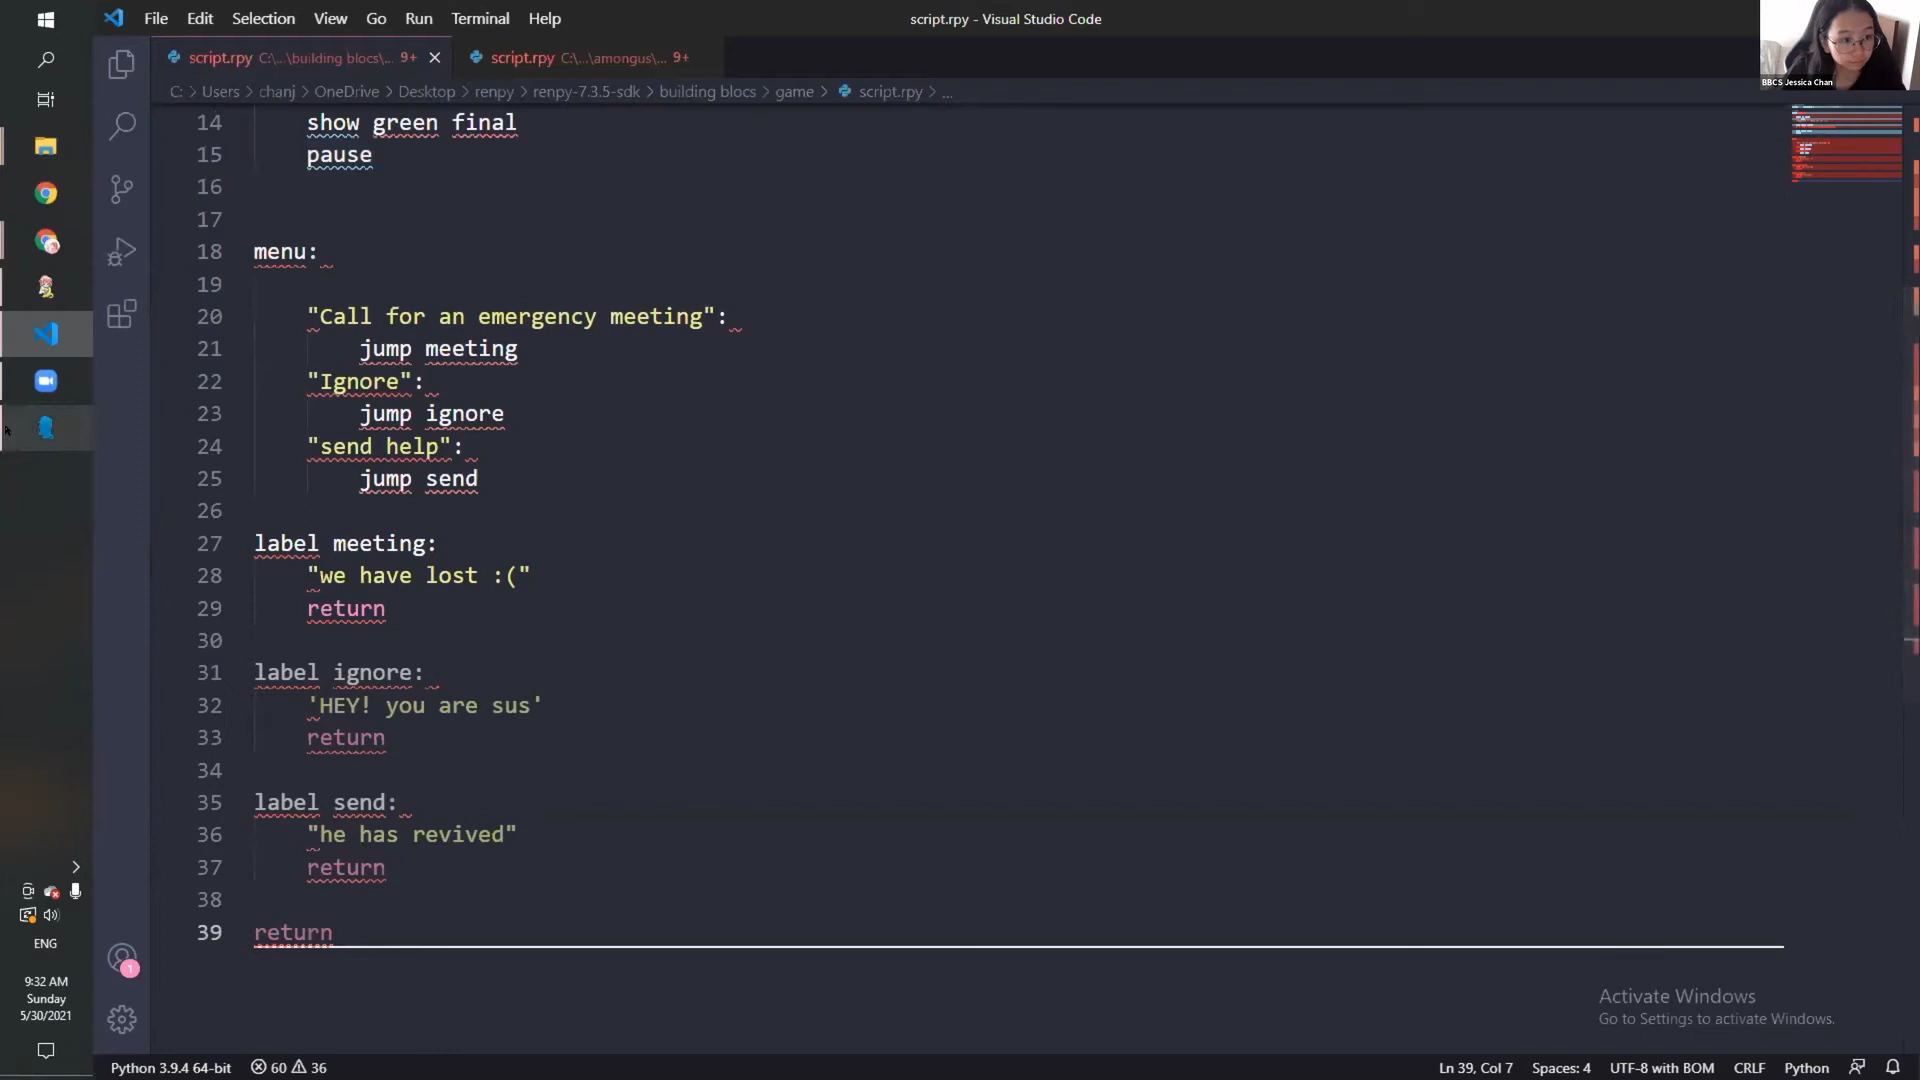 File Edit Selection View Go Run Terminal Help
script.rpy - Visual Studio Code
BBCS Jessica Chan
script.rpy C:\...\building blocs\... 9+
script.rpy C:\...\amongus\... 9+
C: > Users > chanj > OneDrive > Desktop > renpy > renpy-7.3.5-sdk > building blocs > game > script.rpy > ...
14 show green final
15 pause
16
17
18 menu:
19
20 "Call for an emergency meeting":
21 jump meeting
22 "Ignore":
23 jump ignore
24 "send help":
25 jump send
26
27 label meeting:
28 "we have lost :("
29 return
30
31 label ignore:
32 'HEY! you are sus'
33 return
34
35 label send:
36 "he has revived"
37 return
38
39 return
ENG
9:32 AM
Sunday
5/30/2021
1
Activate Windows
Go to Settings to activate Windows.
Python 3.9.4 64-bit 60 36 Ln 39, Col 7 Spaces: 4 UTF-8 with BOM CRLF Python